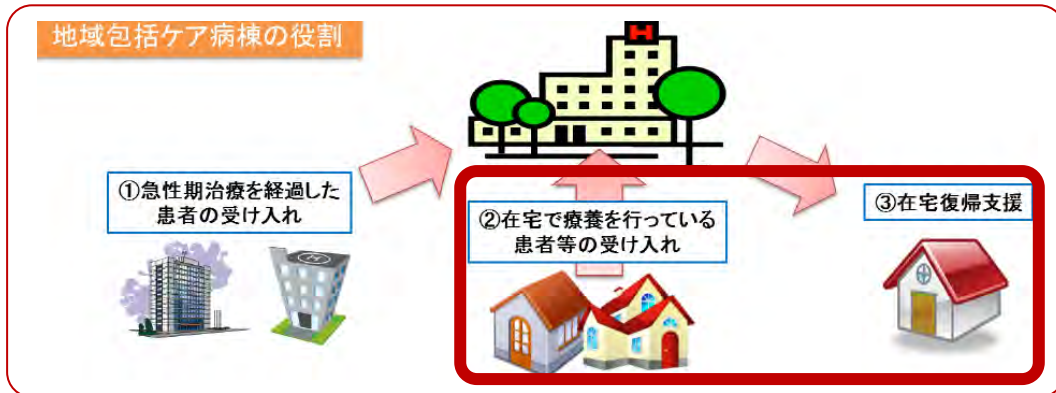 地域包括ケア病棟の役割
H
①急性期治療を経過した
患者の受け入れ
②在宅で療養を行っている
患者等の受け入れ
③在宅復帰支援
H